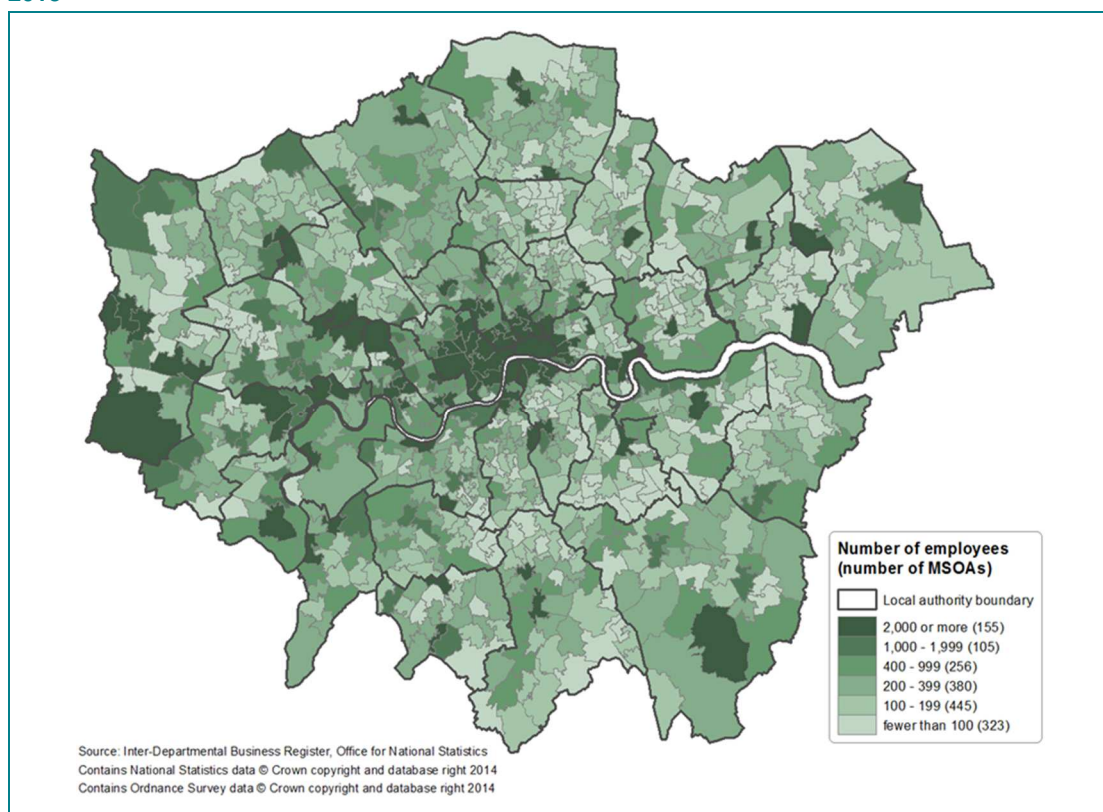 Number of employees
(number of MSOAs)
Local authority boundary
2,000 or more (155)
1,000 - 1,999 (105)
400 - 999 (256)
200 - 399 (380)
100 - 199 (445)
fewer than 100 (323)
Source: Inter-Departmental Business Register, Office for National Statistics
Contains National Statistics data © Crown copyright and database right 2014
Contains Ordnance Survey data © Crown copyright and database right 2014